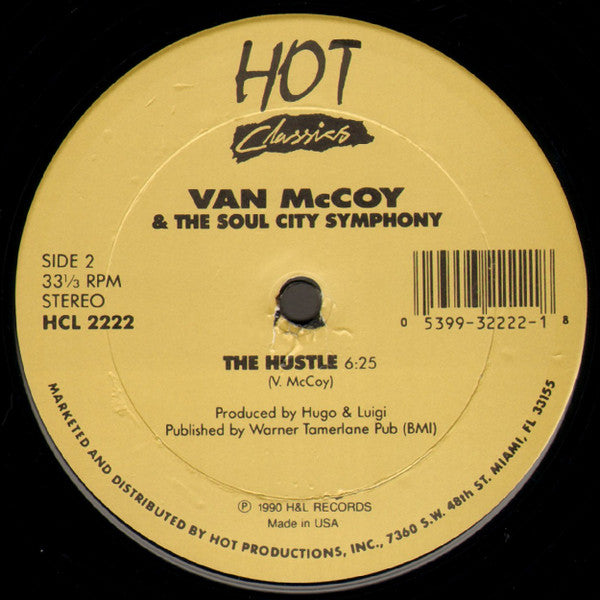 HOT
Classics
VAN McCOY
& THE SOUL CITY SYMPHONY
SIDE 2
33⅓ RPM
STEREO
HCL 2222
0 5399-32222-1 8
THE HUSTLE 6:25
(V. McCoy)
Produced by Hugo & Luigi
Published by Warner Tamerlane Pub (BMI)
℗ 1990 H&L RECORDS
Made in USA
MARKETED AND DISTRIBUTED BY HOT PRODUCTIONS, INC., 7360 S.W. 48th ST. MIAMI, FL 33155